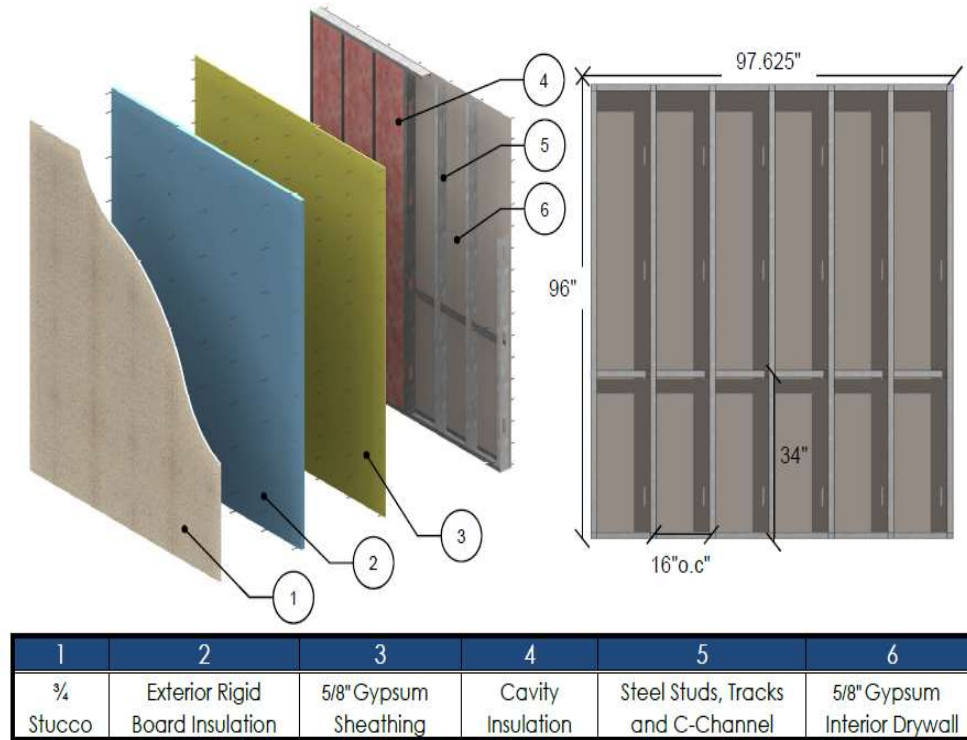 4
5
6
3
2
1
97.625"
96"
34"
16"o.c"
1 2 3 4 5 6
¾ Stucco
Exterior Rigid Board Insulation
5/8" Gypsum Sheathing
Cavity Insulation
Steel Studs, Tracks and C-Channel
5/8" Gypsum Interior Drywall